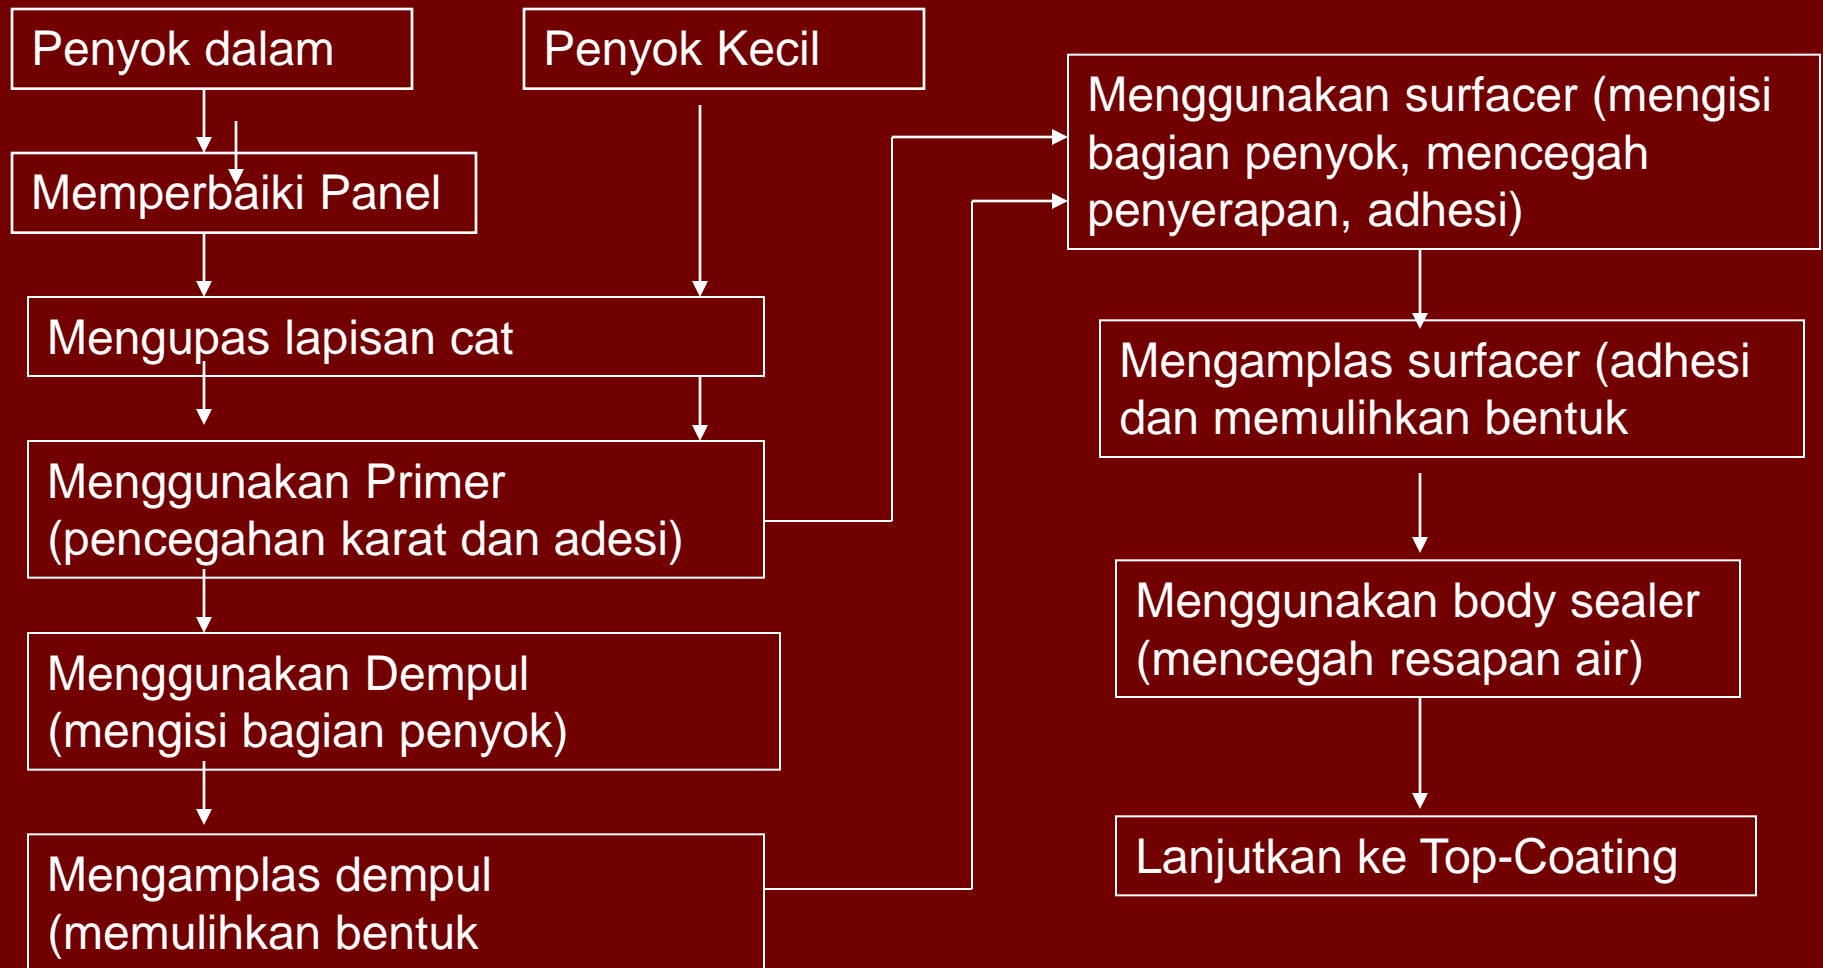 Penyok dalam
Penyok Kecil
Memperbaiki Panel
Mengupas lapisan cat
Menggunakan Primer
(pencegahan karat dan adesi)
Menggunakan Dempul
(mengisi bagian penyok)
Mengamplas dempul
(memulihkan bentuk
Menggunakan surfacer (mengisi
bagian penyok, mencegah
penyerapan, adhesi)
Mengamplas surfacer (adhesi
dan memulihkan bentuk
Menggunakan body sealer
(mencegah resapan air)
Lanjutkan ke Top-Coating